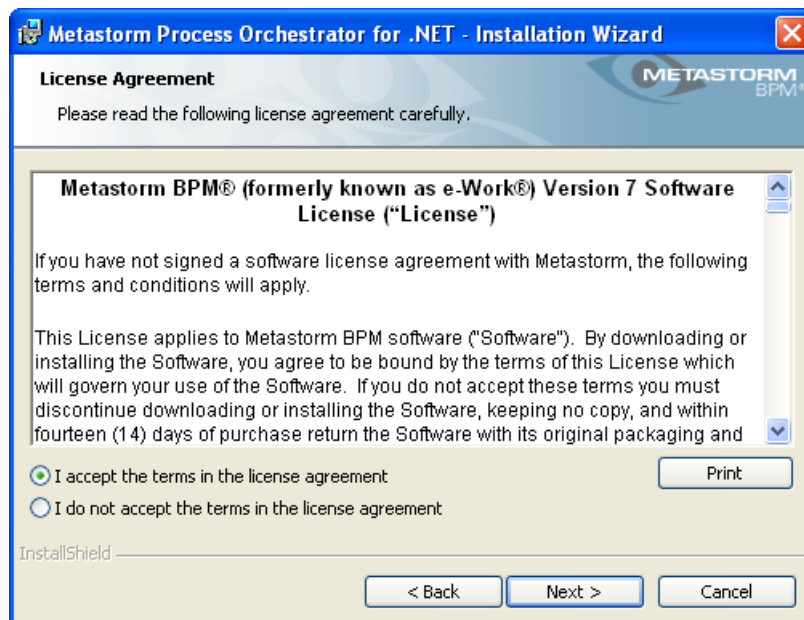 Metastorm Process Orchestrator for .NET - Installation Wizard
License Agreement
Please read the following license agreement carefully.
METASTORM
BPM®
Metastorm BPM® (formerly known as e-Work®) Version 7 Software
License (“License”)
If you have not signed a software license agreement with Metastorm, the following
terms and conditions will apply.
This License applies to Metastorm BPM software ("Software").  By downloading or
installing the Software, you agree to be bound by the terms of this License which
will govern your use of the Software.  If you do not accept these terms you must
discontinue downloading or installing the Software, keeping no copy, and within
fourteen (14) days of purchase return the Software with its original packaging and
I accept the terms in the license agreement
Print
I do not accept the terms in the license agreement
InstallShield
< Back
Next >
Cancel